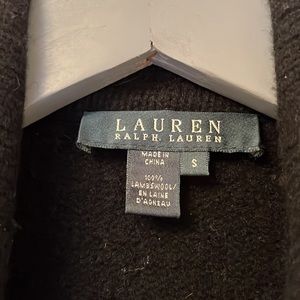 LAUREN
RALPH LAUREN
MADE IN
CHINA
S
100%
LAMBSWOOL/
EN LAINE
D'AGNEAU